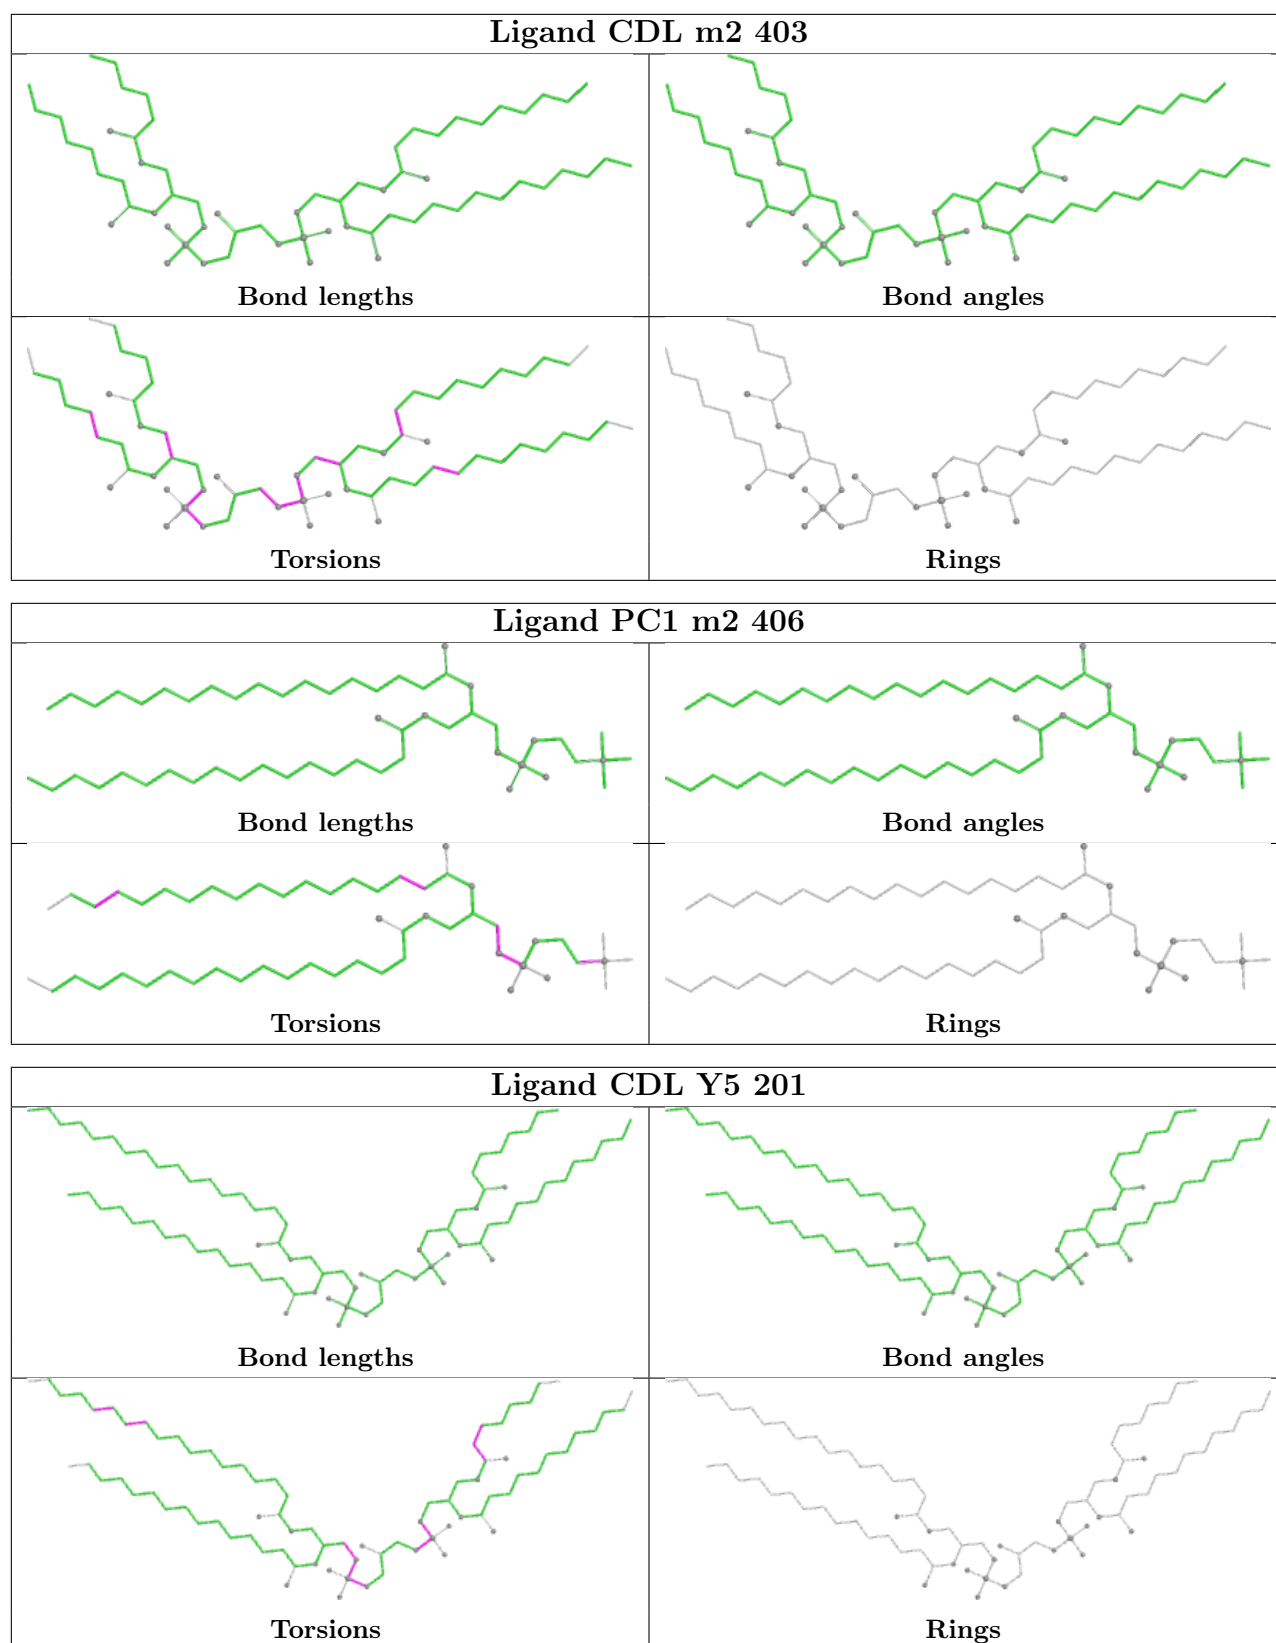 Ligand CDL m2 403
Bond lengths
Bond angles
Torsions
Rings
Ligand PC1 m2 406
Bond lengths
Bond angles
Torsions
Rings
Ligand CDL Y5 201
Bond lengths
Bond angles
Torsions
Rings